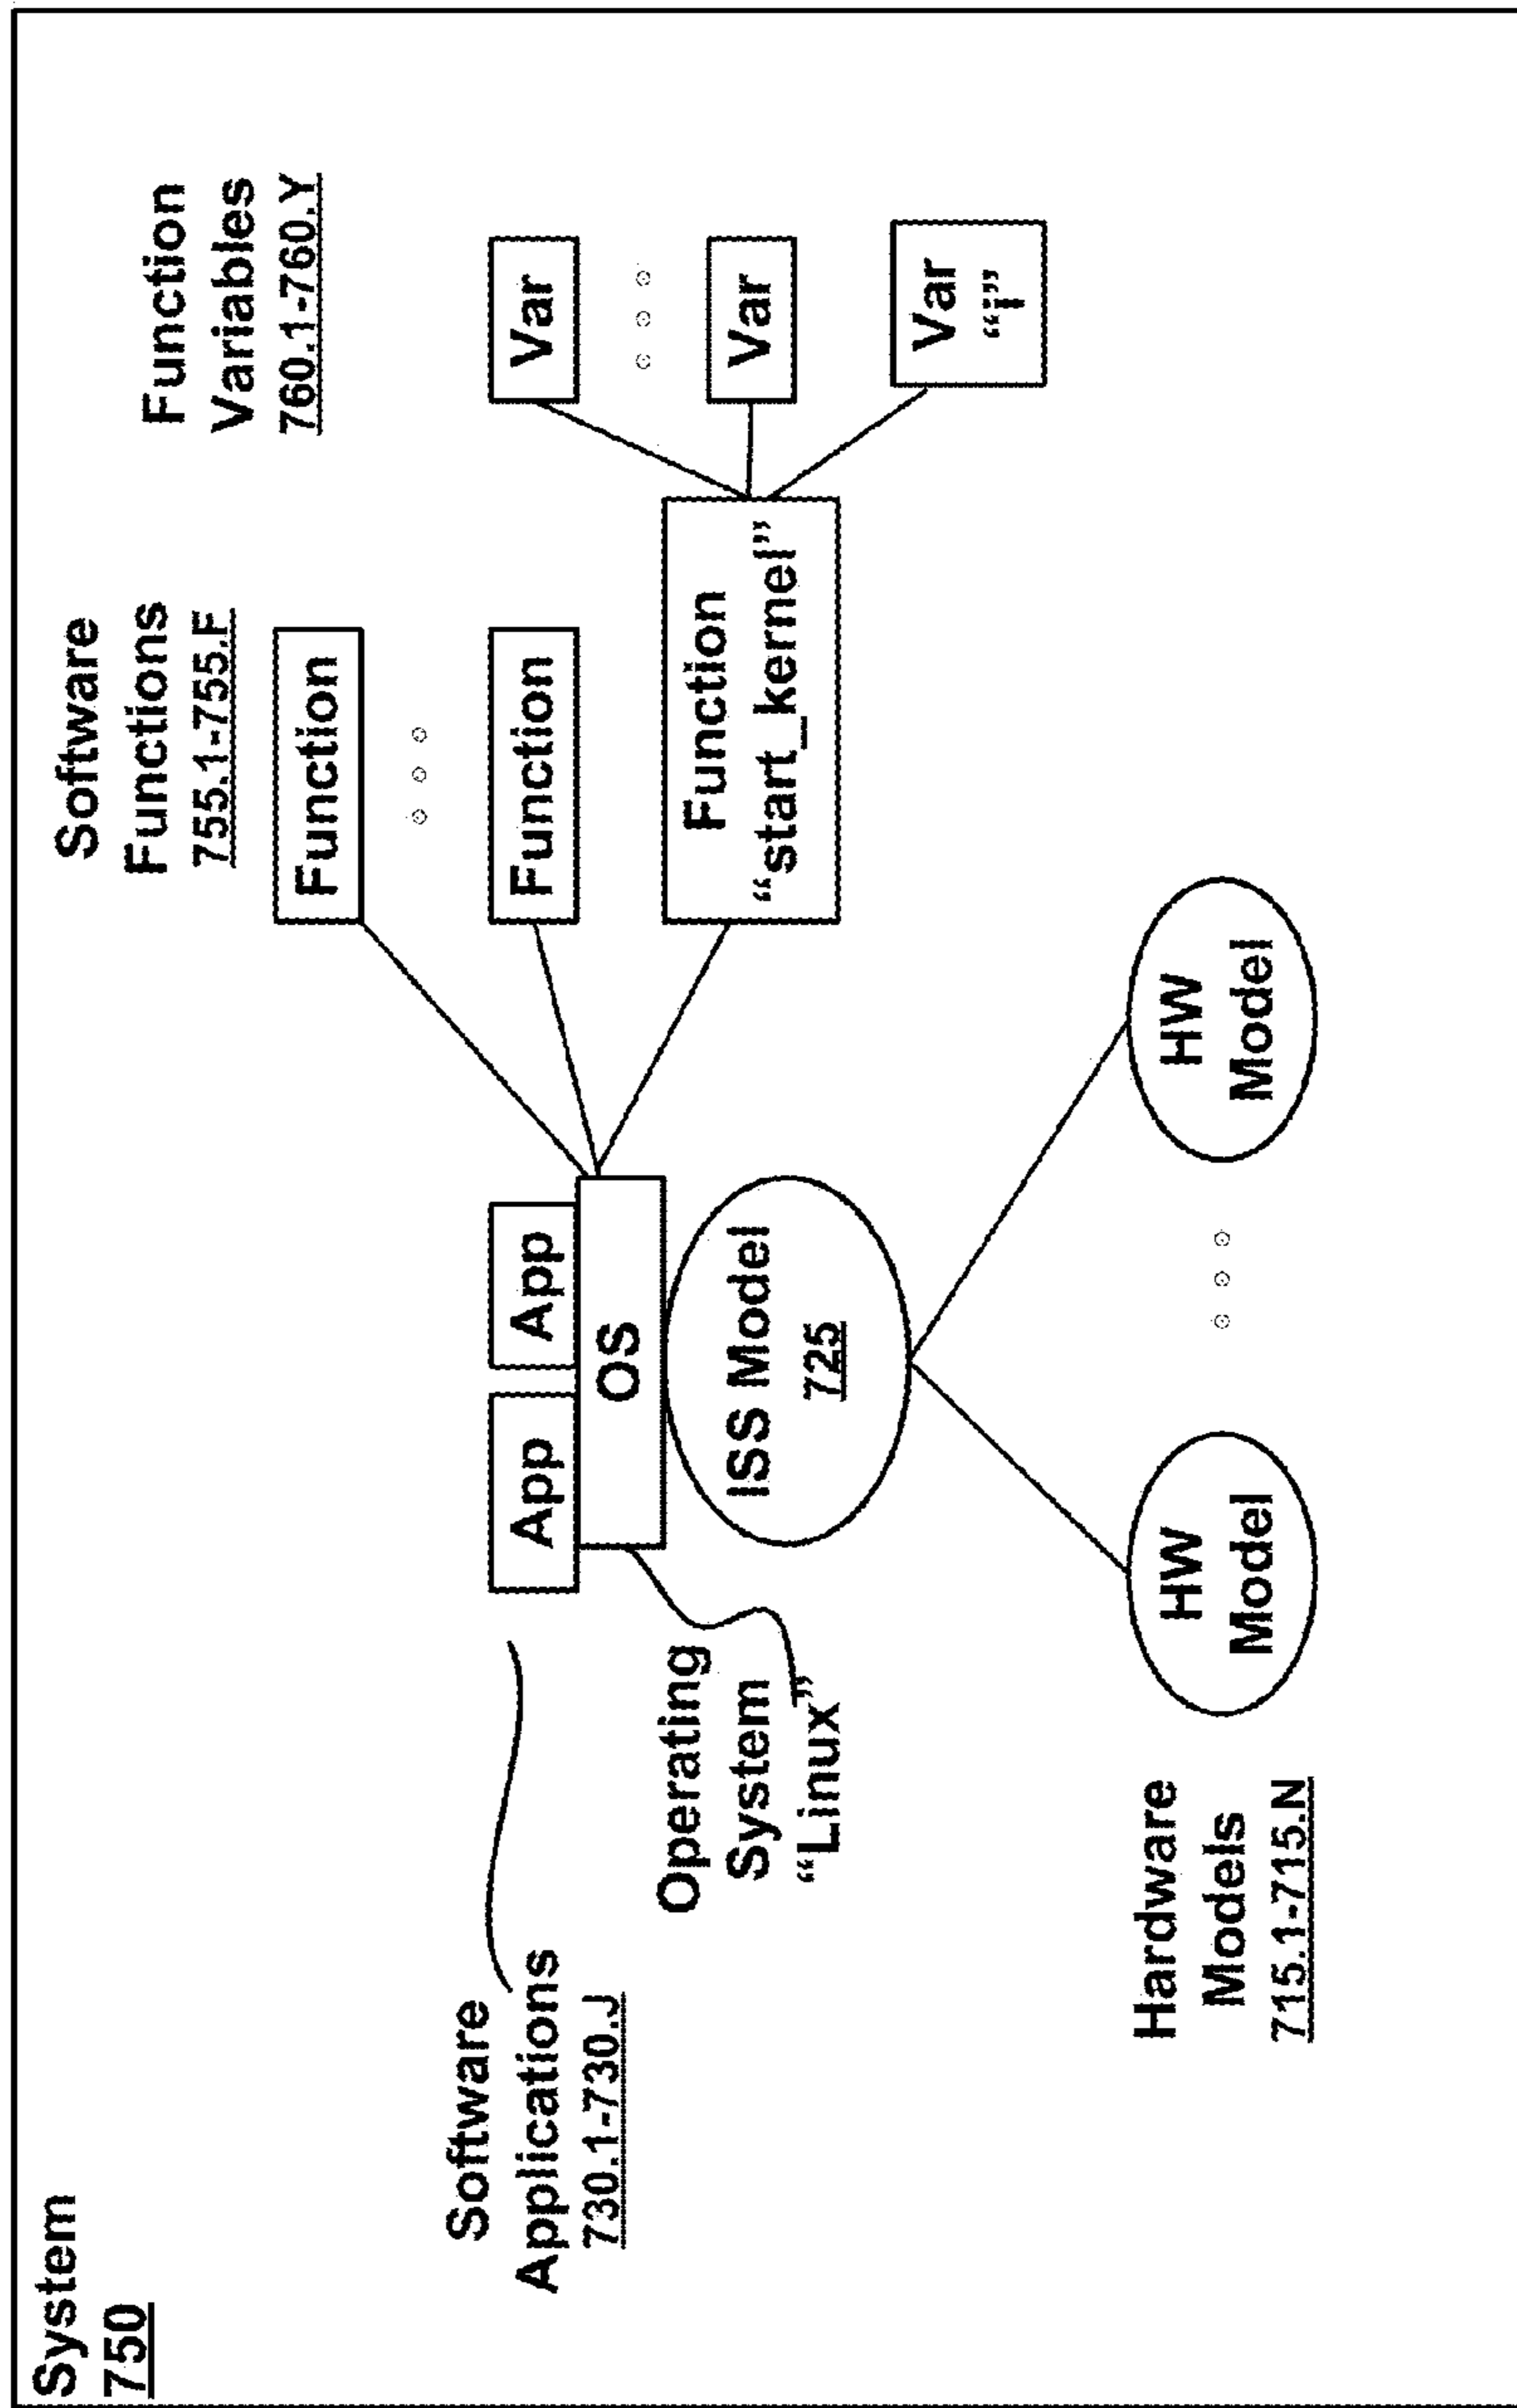 System
750
Software
Functions
755.1-755.F
Function
Variables
760.1-760.Y
Function
Function
Function
“start_kernel”
Var
Var
Var
“i”
Software
Applications
730.1-730.J
App
App
OS
Operating
System
“Linux”
ISS Model
725
Hardware
Models
715.1-715.N
HW
Model
HW
Model